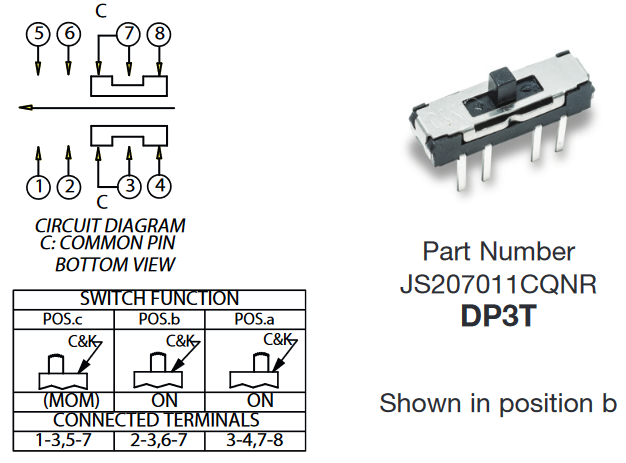 C
5 6 7 8
1 2 3 4
C
CIRCUIT DIAGRAM
C: COMMON PIN
BOTTOM VIEW
SWITCH FUNCTION
POS.c POS.b POS.a
C&K C&K C&K
(MOM) ON ON
CONNECTED TERMINALS
1-3,5-7 2-3,6-7 3-4,7-8
Part Number
JS207011CQNR
DP3T
Shown in position b